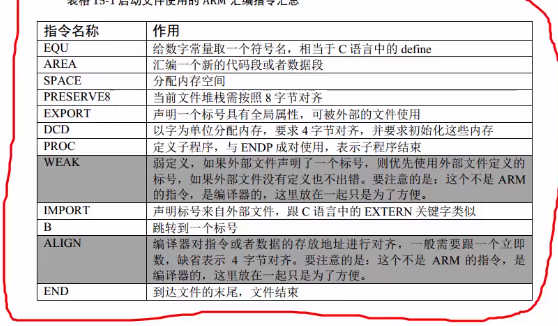 表格 15-1 启动文件使用的 ARM 汇编指令汇总
指令名称 作用
EQU 给数字常量取一个符号名，相当于 C 语言中的 define
AREA 汇编一个新的代码段或者数据段
SPACE 分配内存空间
PRESERVE8 当前文件堆栈需按照 8 字节对齐
EXPORT 声明一个标号具有全局属性，可被外部的文件使用
DCD 以字为单位分配内存，要求 4 字节对齐，并要求初始化这些内存
PROC 定义子程序，与 ENDP 成对使用，表示子程序结束
WEAK 弱定义，如果外部文件声明了一个标号，则优先使用外部文件定义的
标号，如果外部文件没有定义也不出错。要注意的是：这个不是 ARM
的指令，是编译器的，这里放在一起只是为了方便。
IMPORT 声明标号来自外部文件，跟 C 语言中的 EXTERN 关键字类似
B 跳转到一个标号
ALIGN 编译器对指令或者数据的存放地址进行对齐，一般需要跟一个立即
数，缺省表示 4 字节对齐。要注意的是：这个不是 ARM 的指令，是
编译器的，这里放在一起只是为了方便。
END 到达文件的末尾，文件结束